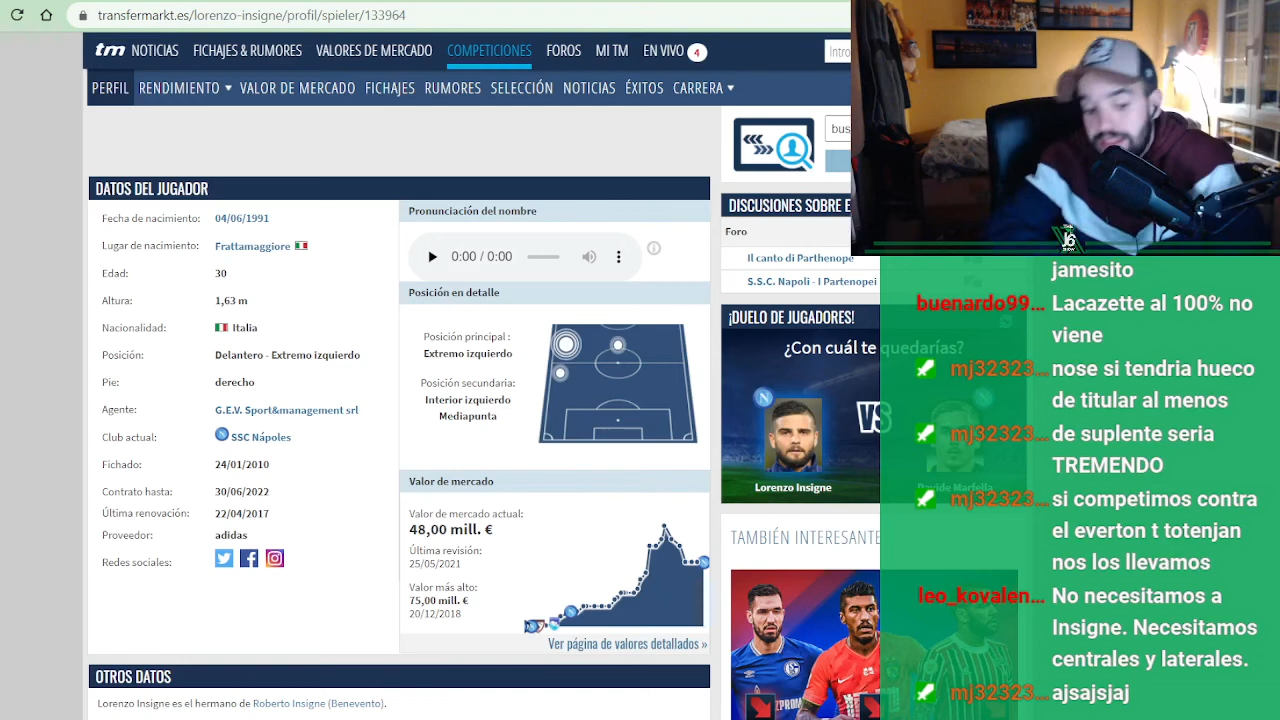 transfermarkt.es/lorenzo-insigne/profil/spieler/133964
tm NOTICIAS FICHAJES & RUMORES VALORES DE MERCADO COMPETICIONES FOROS MI TM EN VIVO 4
Intro
PERFIL RENDIMIENTO VALOR DE MERCADO FICHAJES RUMORES SELECCIÓN NOTICIAS ÉXITOS CARRERA
bus
DATOS DEL JUGADOR
Fecha de nacimiento: 04/06/1991
Lugar de nacimiento: Frattamaggiore
Edad: 30
Altura: 1,63 m
Nacionalidad: Italia
Posición: Delantero - Extremo izquierdo
Pie: derecho
Agente: G.E.V. Sport&management srl
Club actual: SSC Nápoles
Fichado: 24/01/2010
Contrato hasta: 30/06/2022
Última renovación: 22/04/2017
Proveedor: adidas
Redes sociales:
Pronunciación del nombre
0:00 / 0:00
Posición en detalle
Posición principal :
Extremo izquierdo
Posición secundaria:
Interior izquierdo
Mediapunta
Valor de mercado
Valor de mercado actual:
48,00 mill. €
Última revisión:
25/05/2021
Valor más alto:
75,00 mill. €
20/12/2018
Ver página de valores detallados »
OTROS DATOS
Lorenzo Insigne es el hermano de Roberto Insigne (Benevento).
DISCUSIONES SOBRE E
Foro
Il canto di Parthenope
S.S.C. Napoli - I Partenopei
¡DUELO DE JUGADORES!
¿Con cuál te quedarías?
VS
Lorenzo Insigne
Davide Marfella
TAMBIÉN INTERESANTE
J6
jamesito
buenardo99... Lacazette al 100% no
viene
mj32323... nose si tendria hueco
de titular al menos
mj32323... de suplente seria
TREMENDO
mj32323... si competimos contra
el everton t totenjan
nos los llevamos
leo_kovalen... No necesitamos a
Insigne. Necesitamos
centrales y laterales.
mj32323... ajsajsjaj